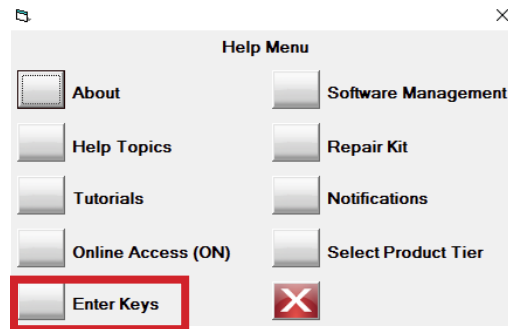 Help Menu
About
Software Management
Help Topics
Repair Kit
Tutorials
Notifications
Online Access (ON)
Select Product Tier
Enter Keys